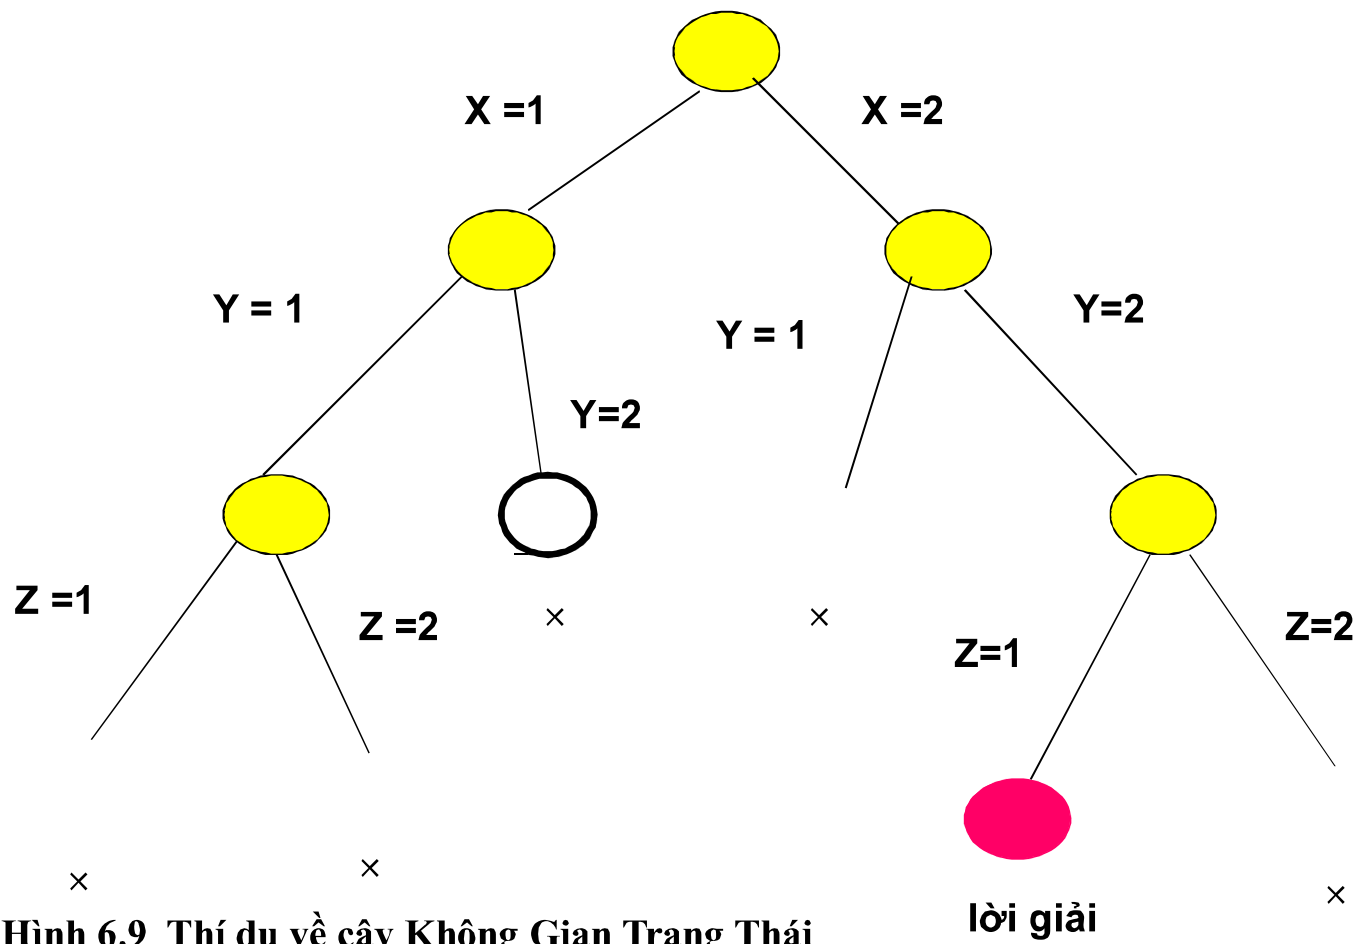 X =1
X =2
Y = 1
Y=2
Y = 1
Y=2
Z =1
Z =2
Z=1
Z=2
×
×
×
×
×
lời giải
Hình 6.9 Thí dụ về cây Không Gian Trạng Thái